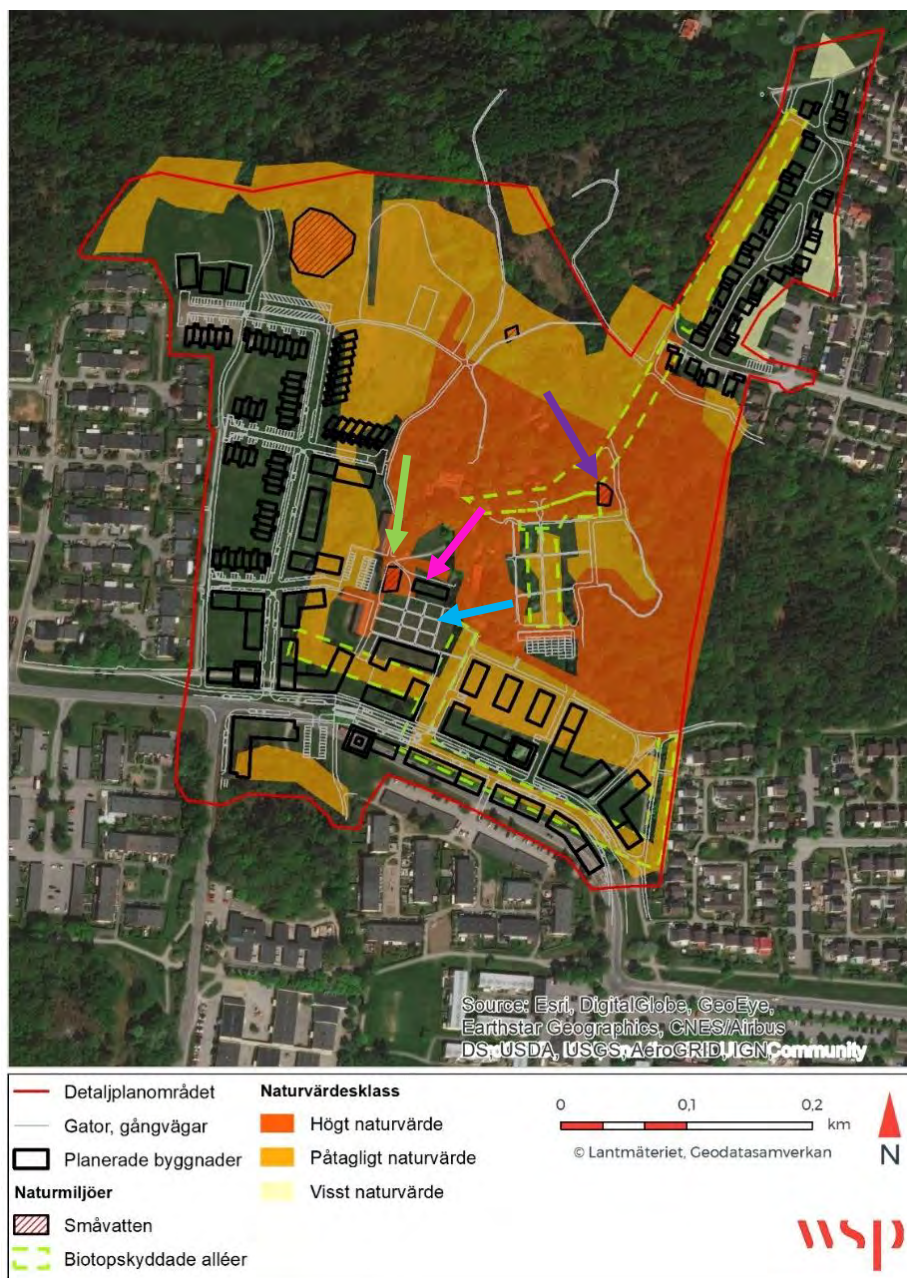 Source: Esri, DigitalGlobe, GeoEye,
Earthstar Geographics, CNES/Airbus
DS, USDA, USGS, AeroGRID, IGN,
Community
Detaljplanområdet
Gator, gångvägar
Planerade byggnader
Naturmiljöer
Småvatten
Biotopskyddade alléer
Naturvärdesklass
Högt naturvärde
Påtagligt naturvärde
Visst naturvärde
0 0,1 0,2 km
© Lantmäteriet, Geodatasamverkan
N
wsp